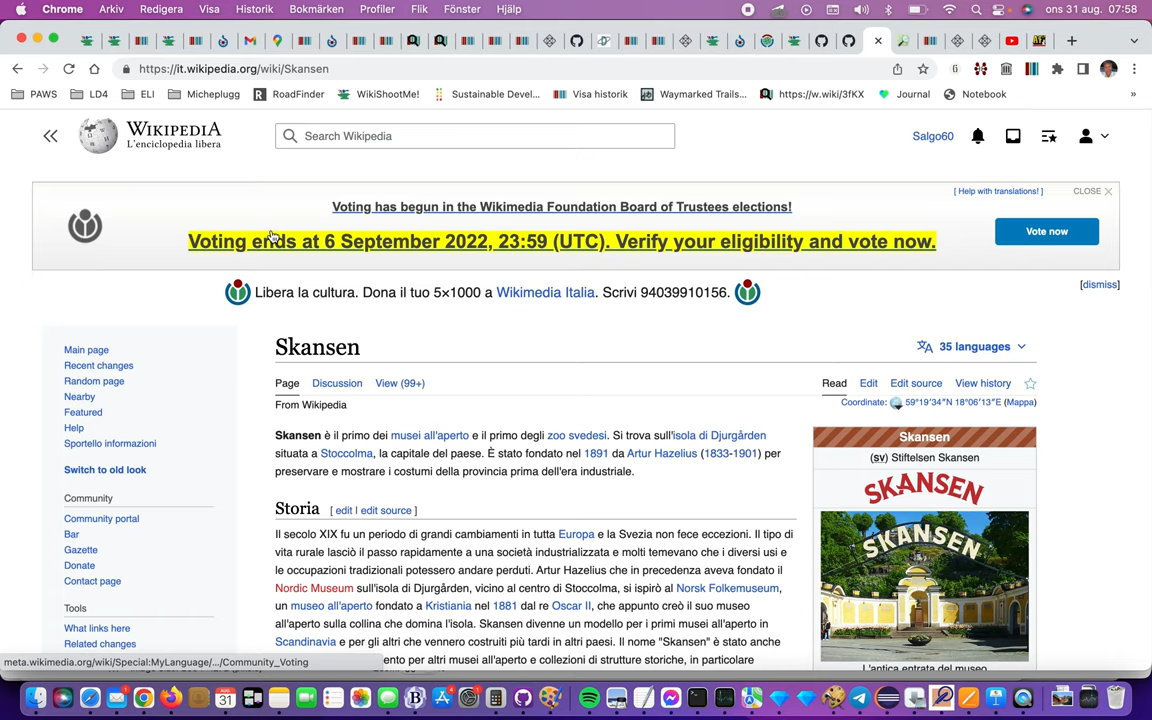 Chrome Arkiv Redigera Visa Historik Bokmärken Profiler Flik Fönster Hjälp ons 31 aug. 07:58
https://it.wikipedia.org/wiki/Skansen
PAWS LD4 ELI Micheplugg RoadFinder WikiShootMe! Sustainable Devel... Visa historik Waymarked Trails... https://w.wiki/3fKX Journal Notebook »
WIKIPEDIA
L'enciclopedia libera
Search Wikipedia
Salgo60
[ Help with translations! ] CLOSE
Voting has begun in the Wikimedia Foundation Board of Trustees elections!
Voting ends at 6 September 2022, 23:59 (UTC). Verify your eligibility and vote now.
Vote now
Libera la cultura. Dona il tuo 5×1000 a Wikimedia Italia. Scrivi 94039910156.
[dismiss]
Main page
Recent changes
Random page
Nearby
Featured
Help
Sportello informazioni
Switch to old look
Community
Community portal
Bar
Gazette
Donate
Contact page
Tools
What links here
Related changes
meta.wikimedia.org/wiki/Special:MyLanguage/.../Community_Voting
Skansen
35 languages
Page Discussion View (99+) Read Edit Edit source View history
From Wikipedia
Coordinate: 59°19′34″N 18°06′13″E (Mappa)
Skansen è il primo dei musei all'aperto e il primo degli zoo svedesi. Si trova sull'isola di Djurgården
situata a Stoccolma, la capitale del paese. È stato fondato nel 1891 da Artur Hazelius (1833-1901) per
preservare e mostrare i costumi della provincia prima dell'era industriale.
Storia [ edit | edit source ]
Il secolo XIX fu un periodo di grandi cambiamenti in tutta Europa e la Svezia non fece eccezioni. Il tipo di
vita rurale lasciò il passo rapidamente a una società industrializzata e molti temevano che i diversi usi e
le occupazioni tradizionali potessero andare perduti. Artur Hazelius che in precedenza aveva fondato il
Nordic Museum sull'isola di Djurgården, vicino al centro di Stoccolma, si ispirò al Norsk Folkemuseum,
un museo all'aperto fondato a Kristiania nel 1881 dal re Oscar II, che appunto creò il suo museo
all'aperto sulla collina che domina l'isola. Skansen divenne un modello per i primi musei all'aperto in
Scandinavia e per gli altri che vennero costruiti più tardi in altri paesi. Il nome "Skansen" è stato anche
ento per altri musei all'aperto e collezioni di strutture storiche, in particolare
Skansen
(sv) Stiftelsen Skansen
SKANSEN
SKANSEN
L'antica entrata del museo